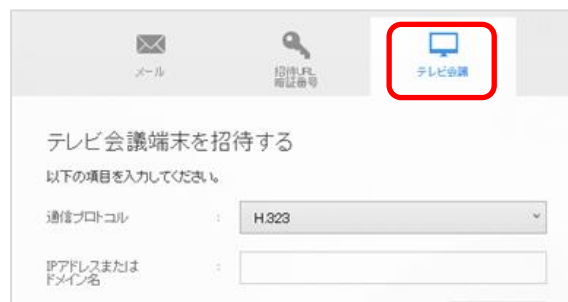 メール
招待URL
暗証番号
テレビ会議
テレビ会議端末を招待する
以下の項目を入力してください。
通信プロトコル : H.323
IPアドレスまたは
ドメイン名 :